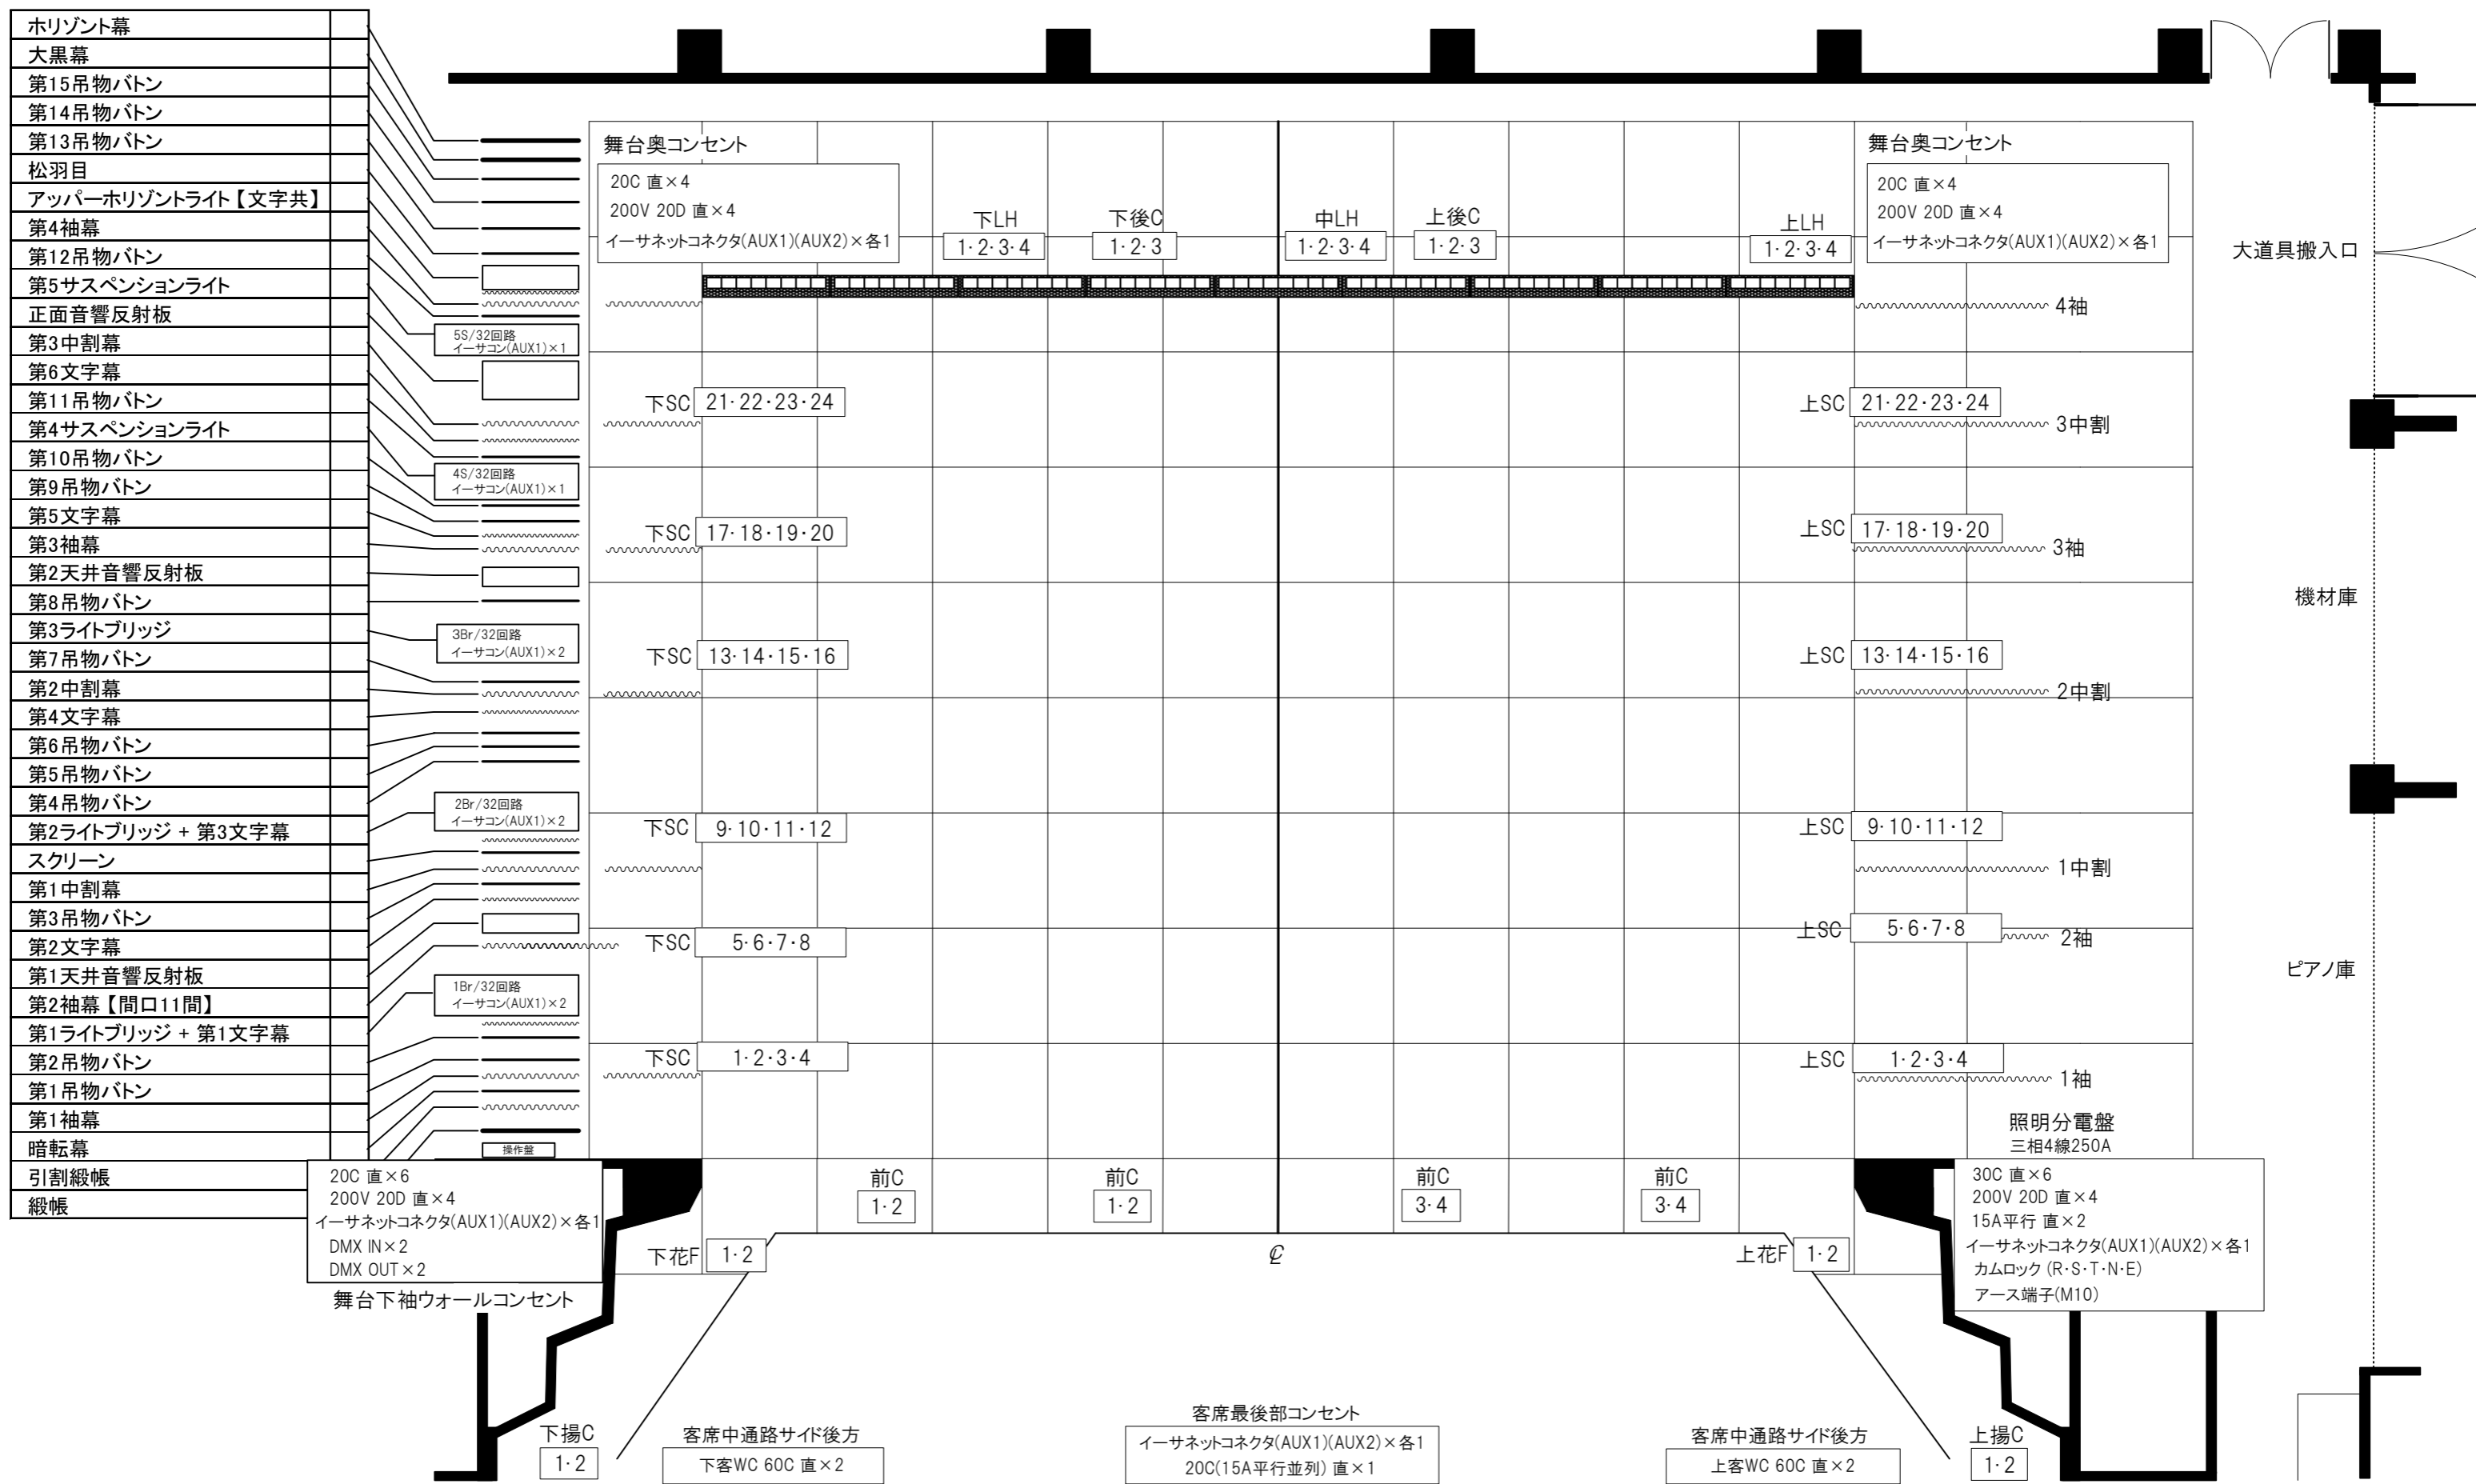 ホリゾント幕
大黒幕
第15吊物バトン
第14吊物バトン
第13吊物バトン
松羽目
アッパーホリゾントライト【文字共】
第4袖幕
第12吊物バトン
第5サスペンションライト
正面音響反射板
第3中割幕
第6文字幕
第11吊物バトン
第4サスペンションライト
第10吊物バトン
第9吊物バトン
第5文字幕
第3袖幕
第2天井音響反射板
第8吊物バトン
第3ライトブリッジ
第7吊物バトン
第2中割幕
第4文字幕
第6吊物バトン
第5吊物バトン
第4吊物バトン
第2ライトブリッジ + 第3文字幕
スクリーン
第1中割幕
第3吊物バトン
第2文字幕
第1天井音響反射板
第2袖幕【間口11間】
第1ライトブリッジ + 第1文字幕
第2吊物バトン
第1吊物バトン
第1袖幕
暗転幕
引割緞帳
緞帳
5S/32回路
イーサコン(AUX1)×1
4S/32回路
イーサコン(AUX1)×1
3Br/32回路
イーサコン(AUX1)×2
2Br/32回路
イーサコン(AUX1)×2
1Br/32回路
イーサコン(AUX1)×2
操作盤
舞台奥コンセント
20C 直×4
200V 20D 直×4
イーサネットコネクタ(AUX1)(AUX2)×各1
下LH
1・2・3・4
下後C
1・2・3
中LH
1・2・3・4
上後C
1・2・3
上LH
1・2・3・4
舞台奥コンセント
20C 直×4
200V 20D 直×4
イーサネットコネクタ(AUX1)(AUX2)×各1
大道具搬入口
4袖
下SC 21・22・23・24
上SC 21・22・23・24
3中割
下SC 17・18・19・20
上SC 17・18・19・20
3袖
機材庫
下SC 13・14・15・16
上SC 13・14・15・16
2中割
下SC 9・10・11・12
上SC 9・10・11・12
1中割
下SC 5・6・7・8
上SC 5・6・7・8
2袖
ピアノ庫
下SC 1・2・3・4
上SC 1・2・3・4
1袖
照明分電盤
三相4線250A
20C 直×6
200V 20D 直×4
イーサネットコネクタ(AUX1)(AUX2)×各1
DMX IN×2
DMX OUT×2
舞台下袖ウォールコンセント
前C
1・2
前C
1・2
前C
3・4
前C
3・4
30C 直×6
200V 20D 直×4
15A平行 直×2
イーサネットコネクタ(AUX1)(AUX2)×各1
カムロック (R・S・T・N・E)
アース端子(M10)
下花F 1・2
℄
上花F 1・2
下揚C
1・2
客席中通路サイド後方
下客WC 60C 直×2
客席最後部コンセント
イーサネットコネクタ(AUX1)(AUX2)×各1
20C(15A平行並列) 直×1
客席中通路サイド後方
上客WC 60C 直×2
上揚C
1・2